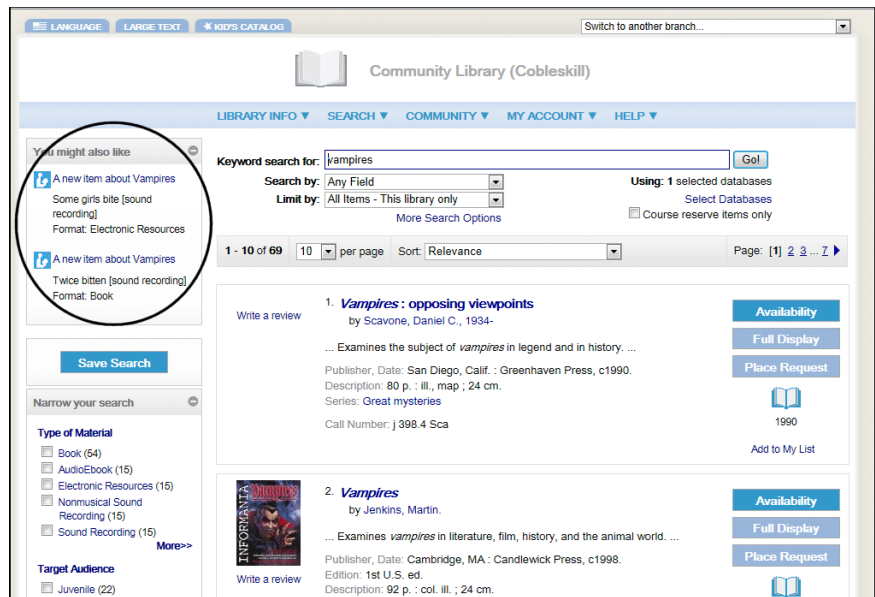 LANGUAGE LARGE TEXT KID'S CATALOG Switch to another branch...
Community Library (Cobleskill)
LIBRARY INFO ▼ SEARCH ▼ COMMUNITY ▼ MY ACCOUNT ▼ HELP ▼
You might also like
A new item about Vampires
Some girls bite [sound
recording]
Format: Electronic Resources
A new item about Vampires
Twice bitten [sound recording]
Format: Book
Save Search
Narrow your search
Type of Material
Book (54)
AudioEbook (15)
Electronic Resources (15)
Nonmusical Sound
Recording (15)
Sound Recording (15)
More>>
Target Audience
Juvenile (22)
Keyword search for: vampires Go!
Search by: Any Field Using: 1 selected databases
Limit by: All Items - This library only Select Databases
More Search Options Course reserve items only
1 - 10 of 69 10 per page Sort: Relevance Page: [1] 2 3 ... 7
Write a review
1. Vampires : opposing viewpoints
by Scavone, Daniel C., 1934-
... Examines the subject of vampires in legend and in history. ...
Publisher, Date: San Diego, Calif. : Greenhaven Press, c1990.
Description: 80 p. : ill., map ; 24 cm.
Series: Great mysteries
Call Number: j 398.4 Sca
Availability
Full Display
Place Request
1990
Add to My List
INFORMANIA
Vampires
Write a review
2. Vampires
by Jenkins, Martin.
... Examines vampires in literature, film, history, and the animal world. ...
Publisher, Date: Cambridge, MA : Candlewick Press, c1998.
Edition: 1st U.S. ed.
Description: 92 p. : col. ill. ; 24 cm.
Availability
Full Display
Place Request